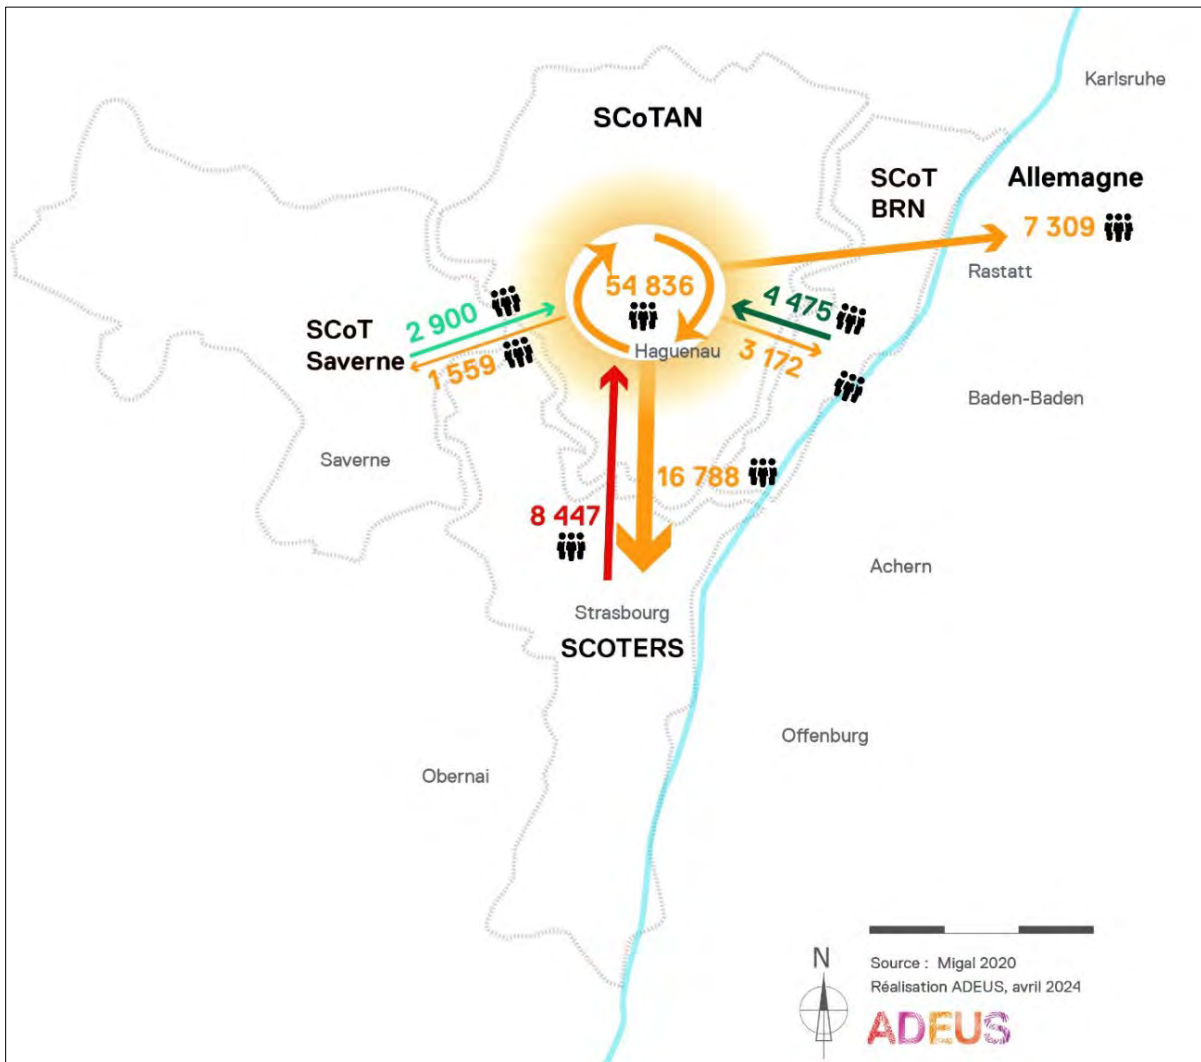 Karlsruhe
SCoTAN
SCoT
BRN
Allemagne
7 309
Rastatt
54 836
4 475
2 900
SCoT
Saverne
1 559
Haguenau
3 172
Baden-Baden
Saverne
16 788
8 447
Achern
Strasbourg
SCOTERS
Offenburg
Obernai
N
Source : Migal 2020
Réalisation ADEUS, avril 2024
ADEUS